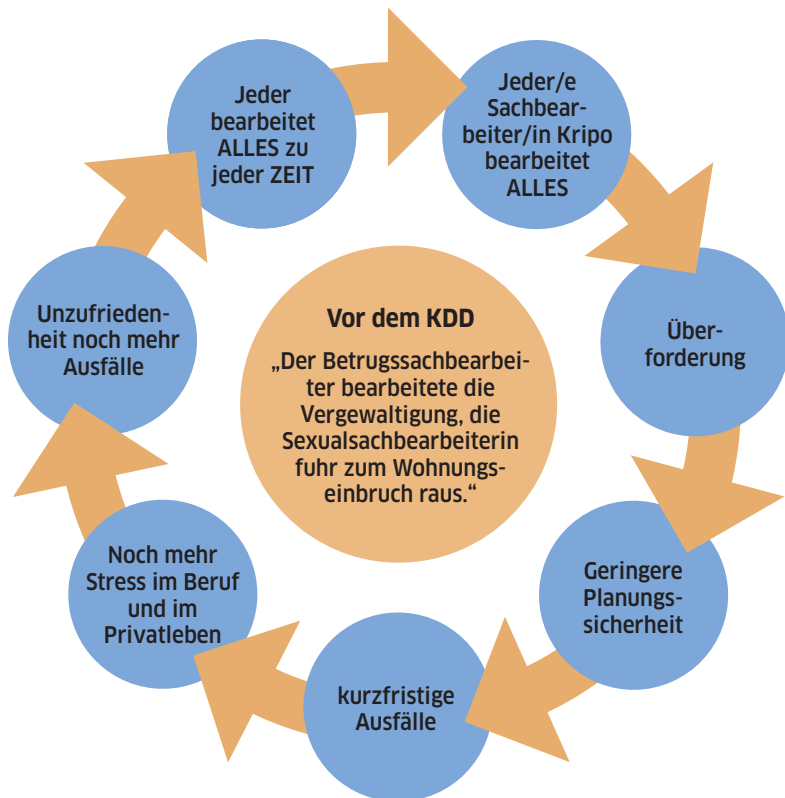 Jeder
bearbeitet
ALLES zu
jeder ZEIT
Jeder/e
Sachbear-
beiter/in Kripo
bearbeitet
ALLES
Über-
forderung
Geringere
Planungs-
sicherheit
kurzfristige
Ausfälle
Noch mehr
Stress im Beruf
und im
Privatleben
Unzufrieden-
heit noch mehr
Ausfälle
Vor dem KDD
„Der Betrugssachbearbei-
ter bearbeitete die
Vergewaltigung, die
Sexualsachbearbeiterin
fuhr zum Wohnungs-
einbruch raus.“